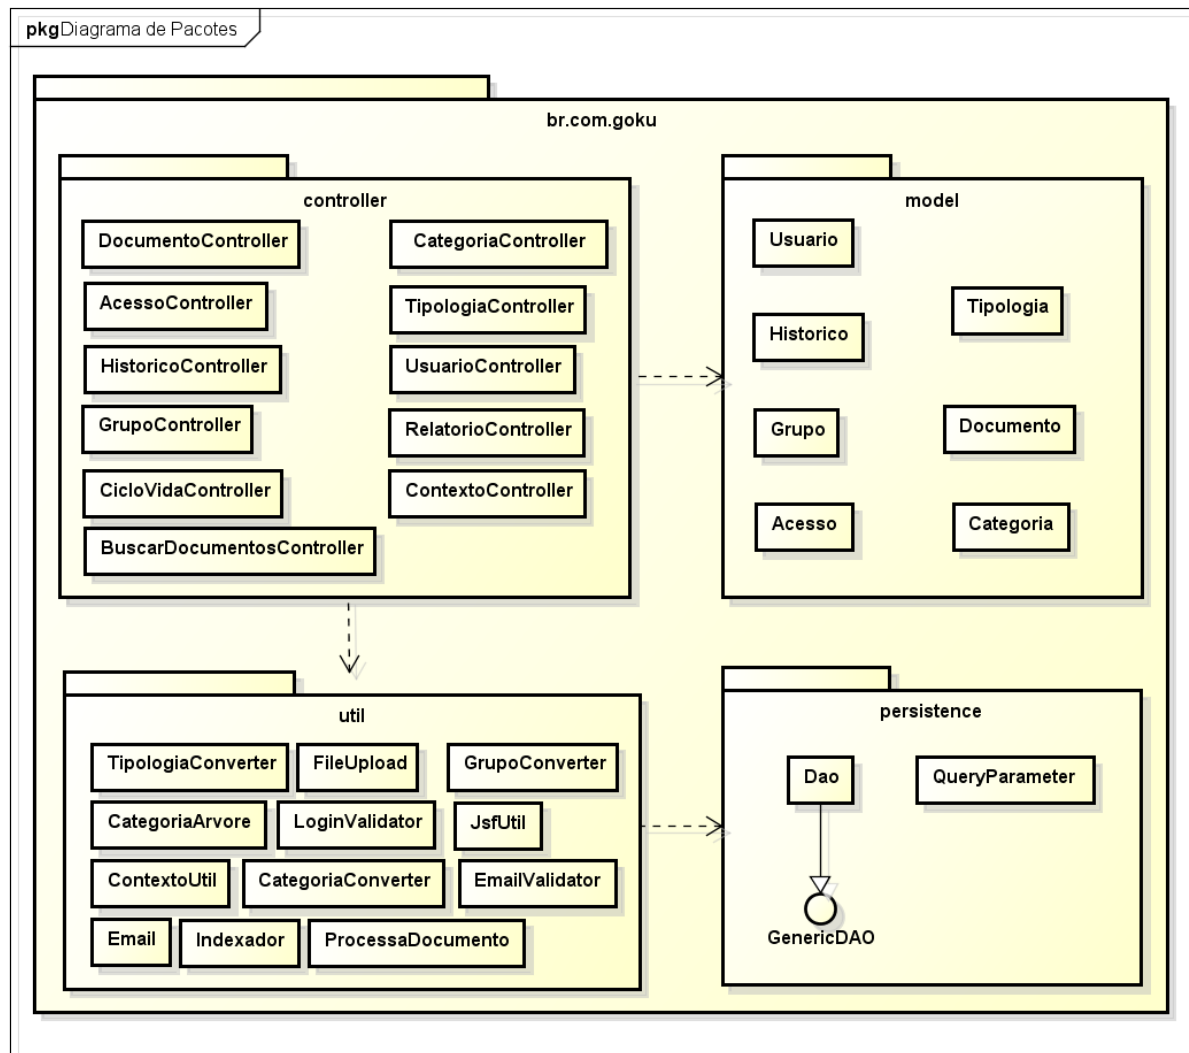 pkgDiagrama de Pacotes
br.com.goku
controller
DocumentoController
CategoriaController
AcessoController
TipologiaController
HistoricoController
UsuarioController
GrupoController
RelatorioController
CicloVidaController
ContextoController
BuscarDocumentosController
model
Usuario
Tipologia
Historico
Grupo
Documento
Acesso
Categoria
util
TipologiaConverter
FileUpload
GrupoConverter
CategoriaArvore
LoginValidator
JsfUtil
ContextoUtil
CategoriaConverter
EmailValidator
Email
Indexador
ProcessaDocumento
persistence
Dao
QueryParameter
GenericDAO